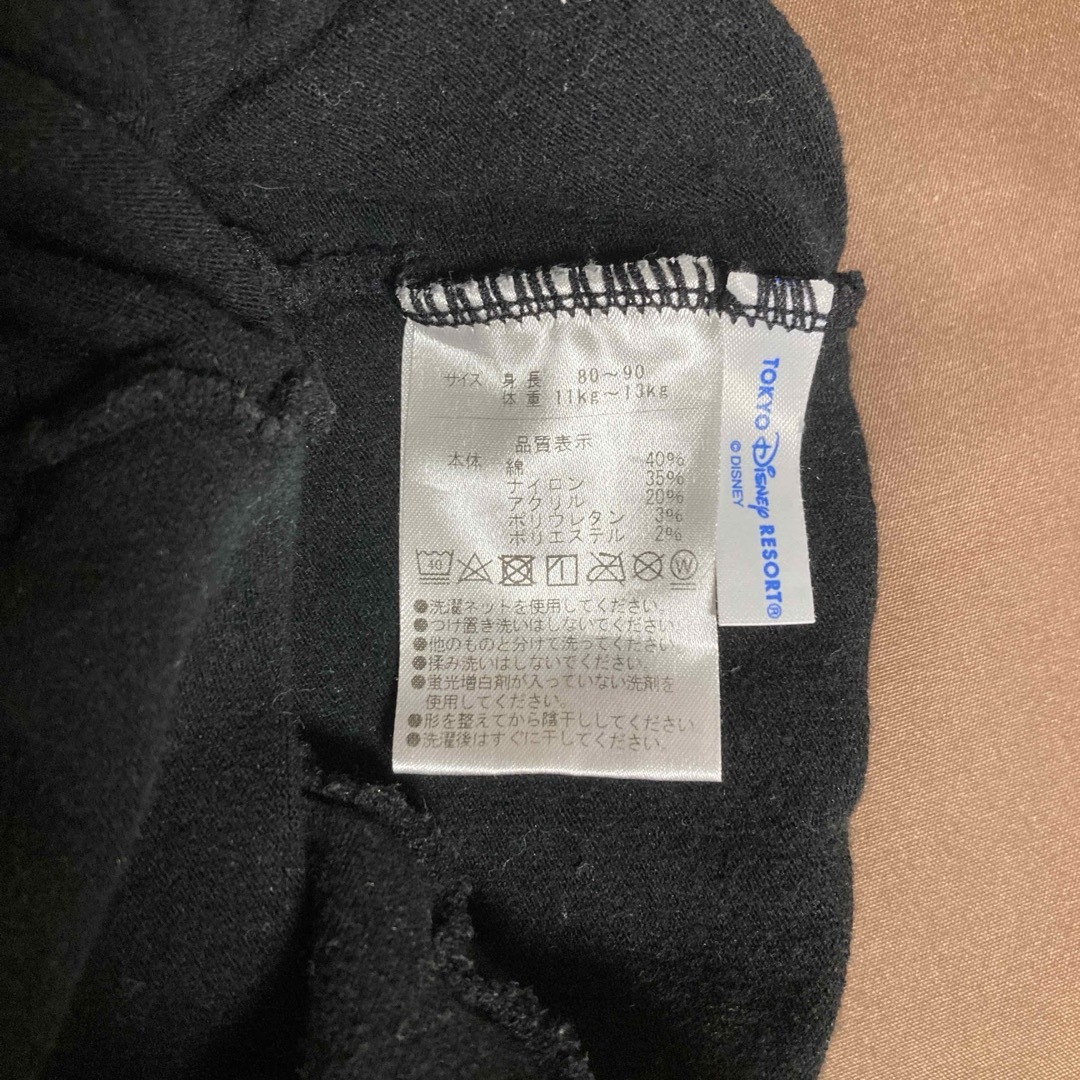 サイズ 身長 80～90
体重 11kg～13kg
品質表示
本体 綿 40%
ナイロン 35%
アクリル 20%
ポリウレタン 3%
ポリエステル 2%
40 W
●洗濯ネットを使用してください。
●つけ置き洗いはしないでください。
●他のものと分けて洗ってください。
●揉み洗いはしないでください。
●蛍光増白剤が入っていない洗剤を
使用してください。
●形を整えてから陰干ししてください。
●洗濯後はすぐに干してください。
TOKYO DISNEY RESORT®
© DISNEY